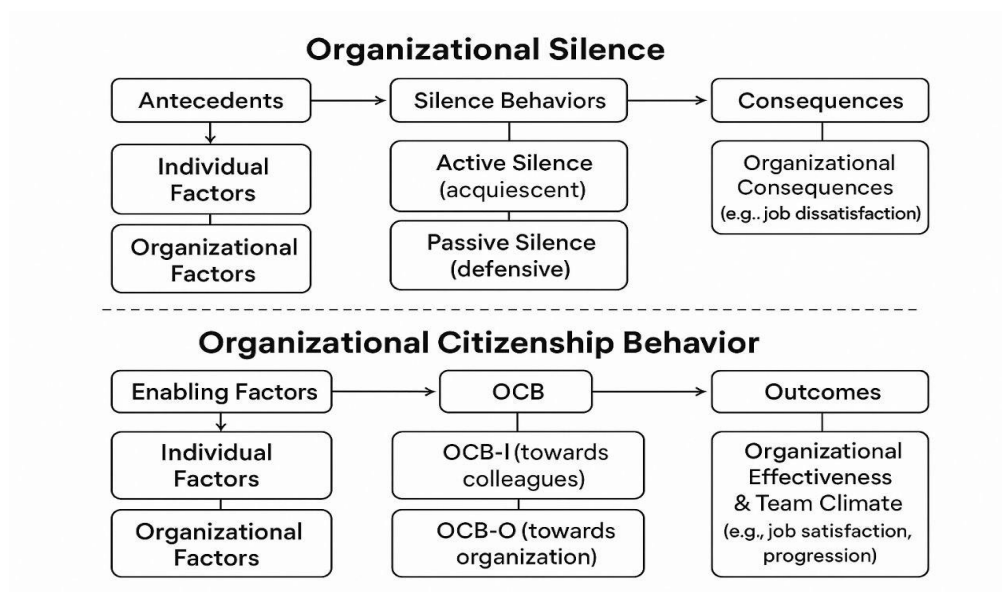 Organizational Silence
Antecedents
Silence Behaviors
Consequences
Individual
Factors
Organizational
Factors
Active Silence
(acquiescent)
Passive Silence
(defensive)
Organizational
Consequences
(e.g.. job dissatisfaction)
Organizational Citizenship Behavior
Enabling Factors
OCB
Outcomes
Individual
Factors
Organizational
Factors
OCB-I (towards
colleagues)
OCB-O (towards
organization)
Organizational
Effectiveness
& Team Climate
(e.g., job satisfaction,
progression)